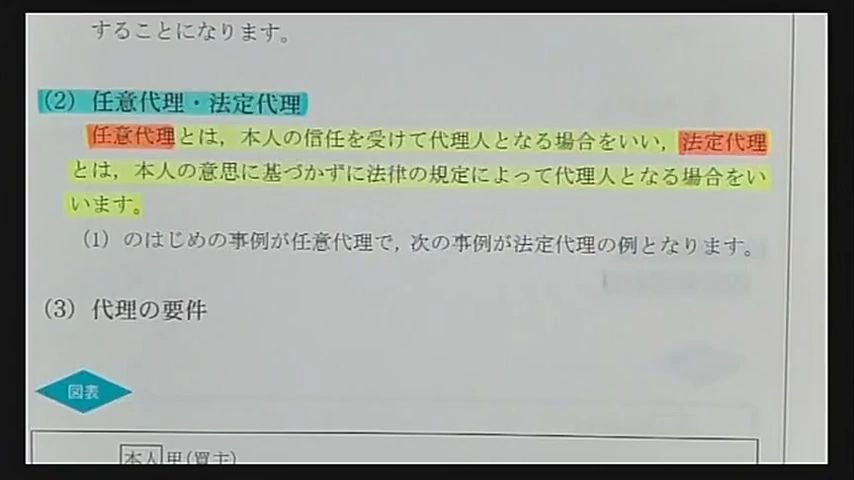 することになります。
(2) 任意代理・法定代理
任意代理とは，本人の信任を受けて代理人となる場合をいい，法定代理
とは，本人の意思に基づかずに法律の規定によって代理人となる場合をい
います。
(1) のはじめの事例が任意代理で，次の事例が法定代理の例となります。
(3) 代理の要件
図表
本人 甲(買主)